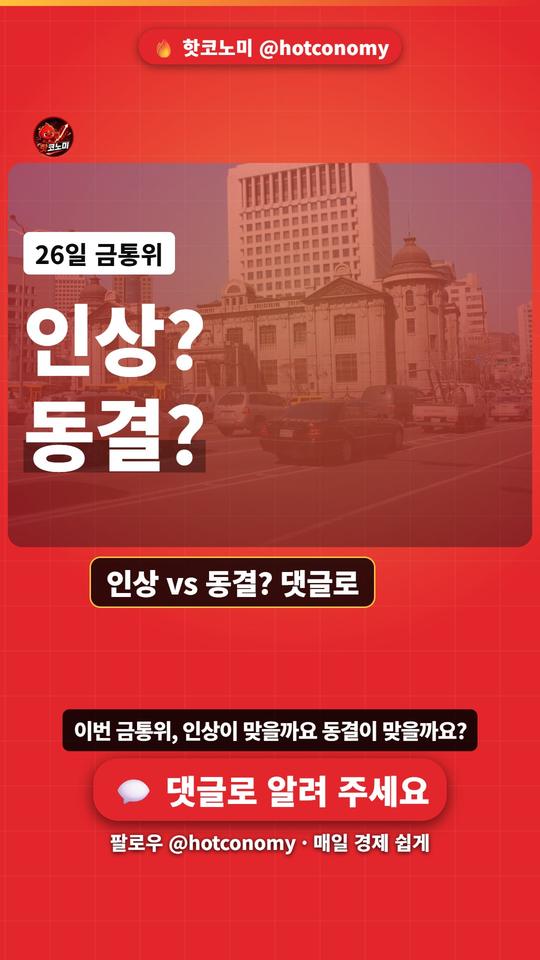 핫코노미 @hotconomy
핫코노미
26일 금통위
인상?
동결?
인상 vs 동결? 댓글로
이번 금통위, 인상이 맞을까요 동결이 맞을까요?
댓글로 알려 주세요
팔로우 @hotconomy · 매일 경제 쉽게